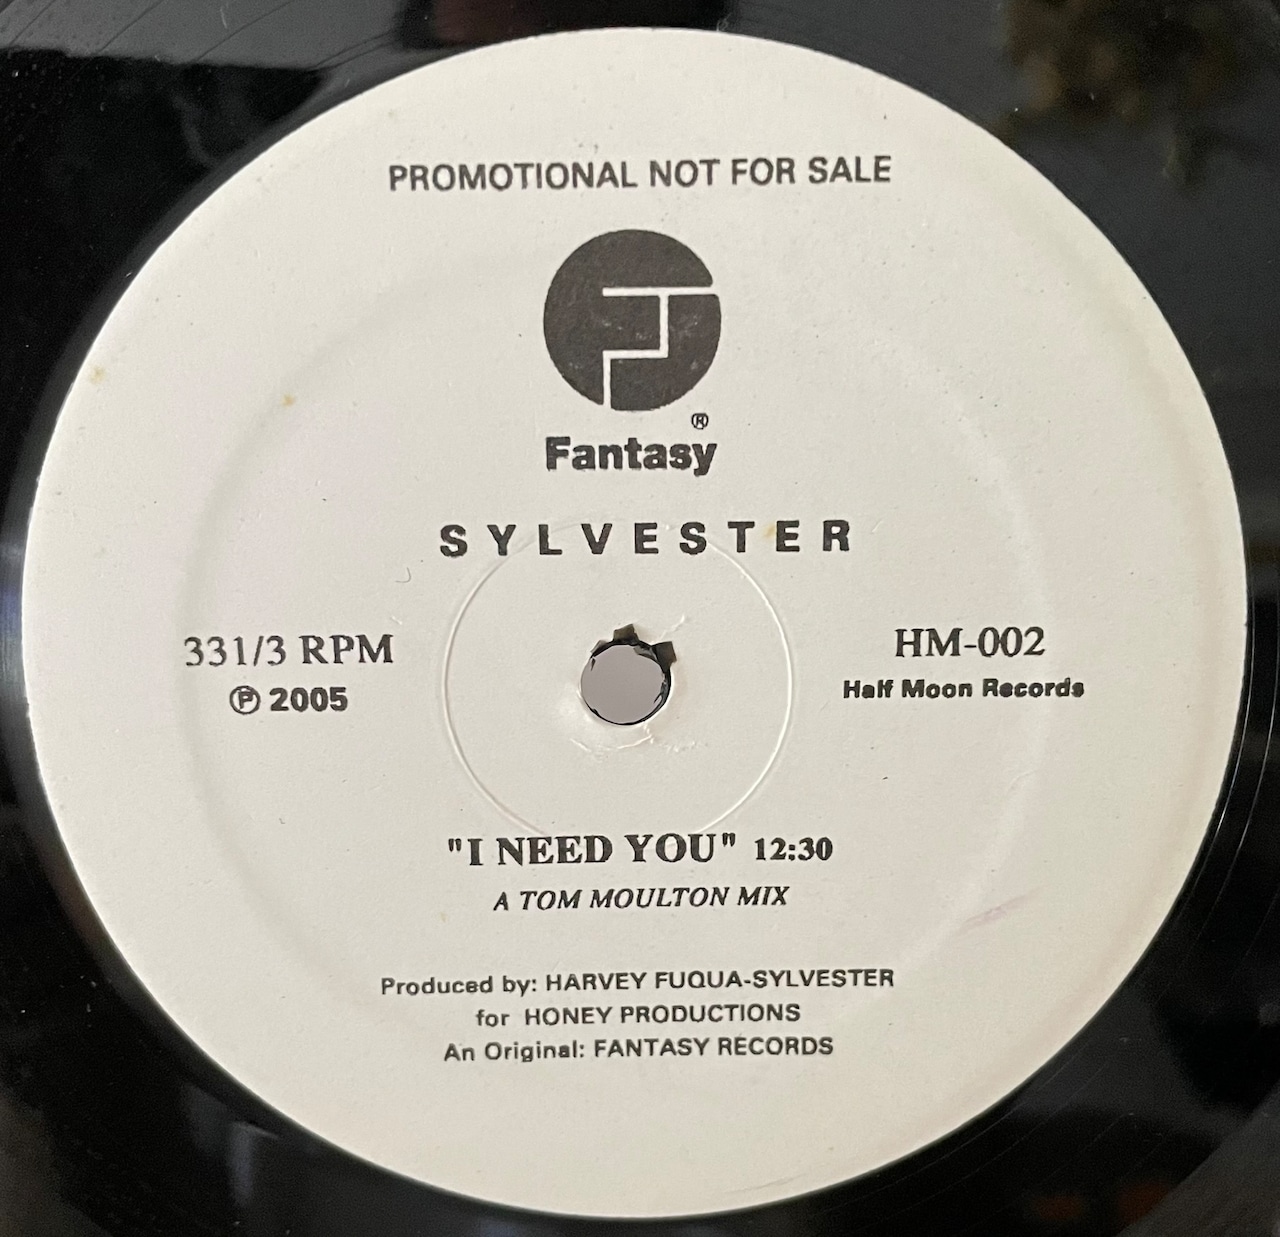 PROMOTIONAL NOT FOR SALE
®
Fantasy
SYLVESTER
331/3 RPM
℗ 2005
HM-002
Half Moon Records
"I NEED YOU" 12:30
A TOM MOULTON MIX
Produced by: HARVEY FUQUA-SYLVESTER
for HONEY PRODUCTIONS
An Original: FANTASY RECORDS